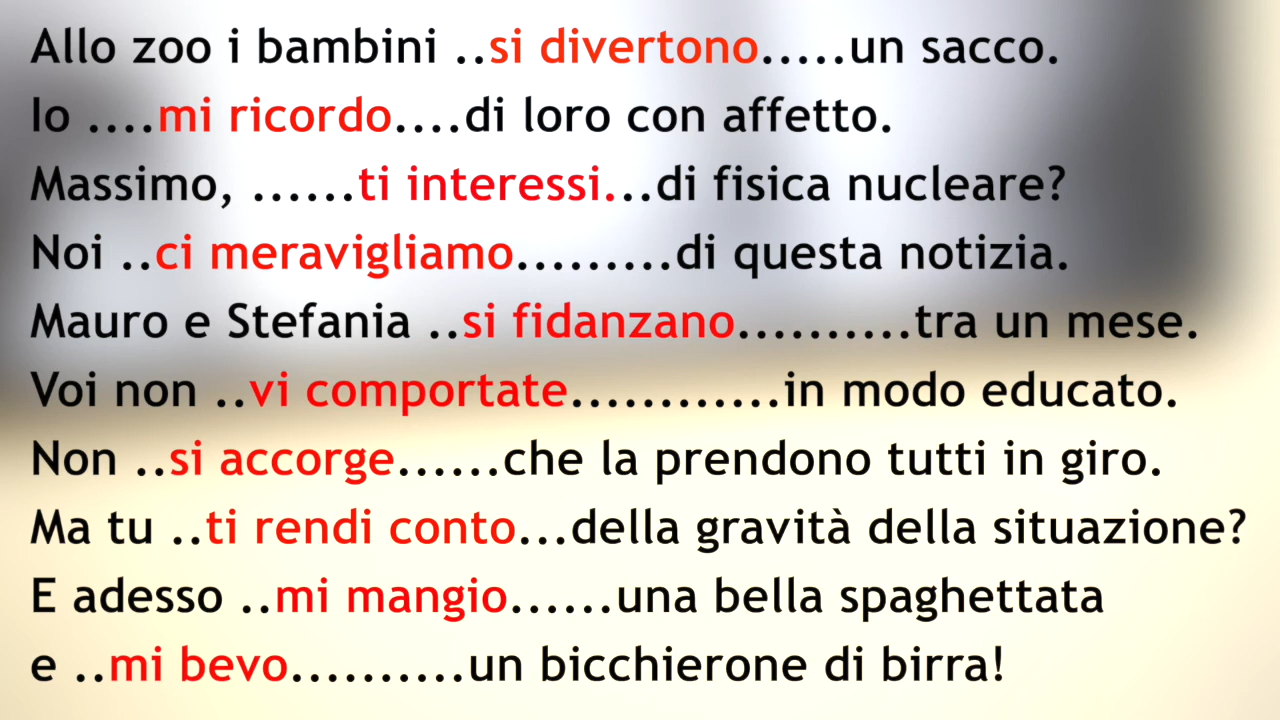 Allo zoo i bambini ..si divertono.....un sacco.
Io ....mi ricordo....di loro con affetto.
Massimo, ......ti interessi...di fisica nucleare?
Noi ..ci meravigliamo.........di questa notizia.
Mauro e Stefania ..si fidanzano..........tra un mese.
Voi non ..vi comportate............in modo educato.
Non ..si accorge......che la prendono tutti in giro.
Ma tu ..ti rendi conto...della gravità della situazione?
E adesso ..mi mangio......una bella spaghettata
e ..mi bevo..........un bicchierone di birra!